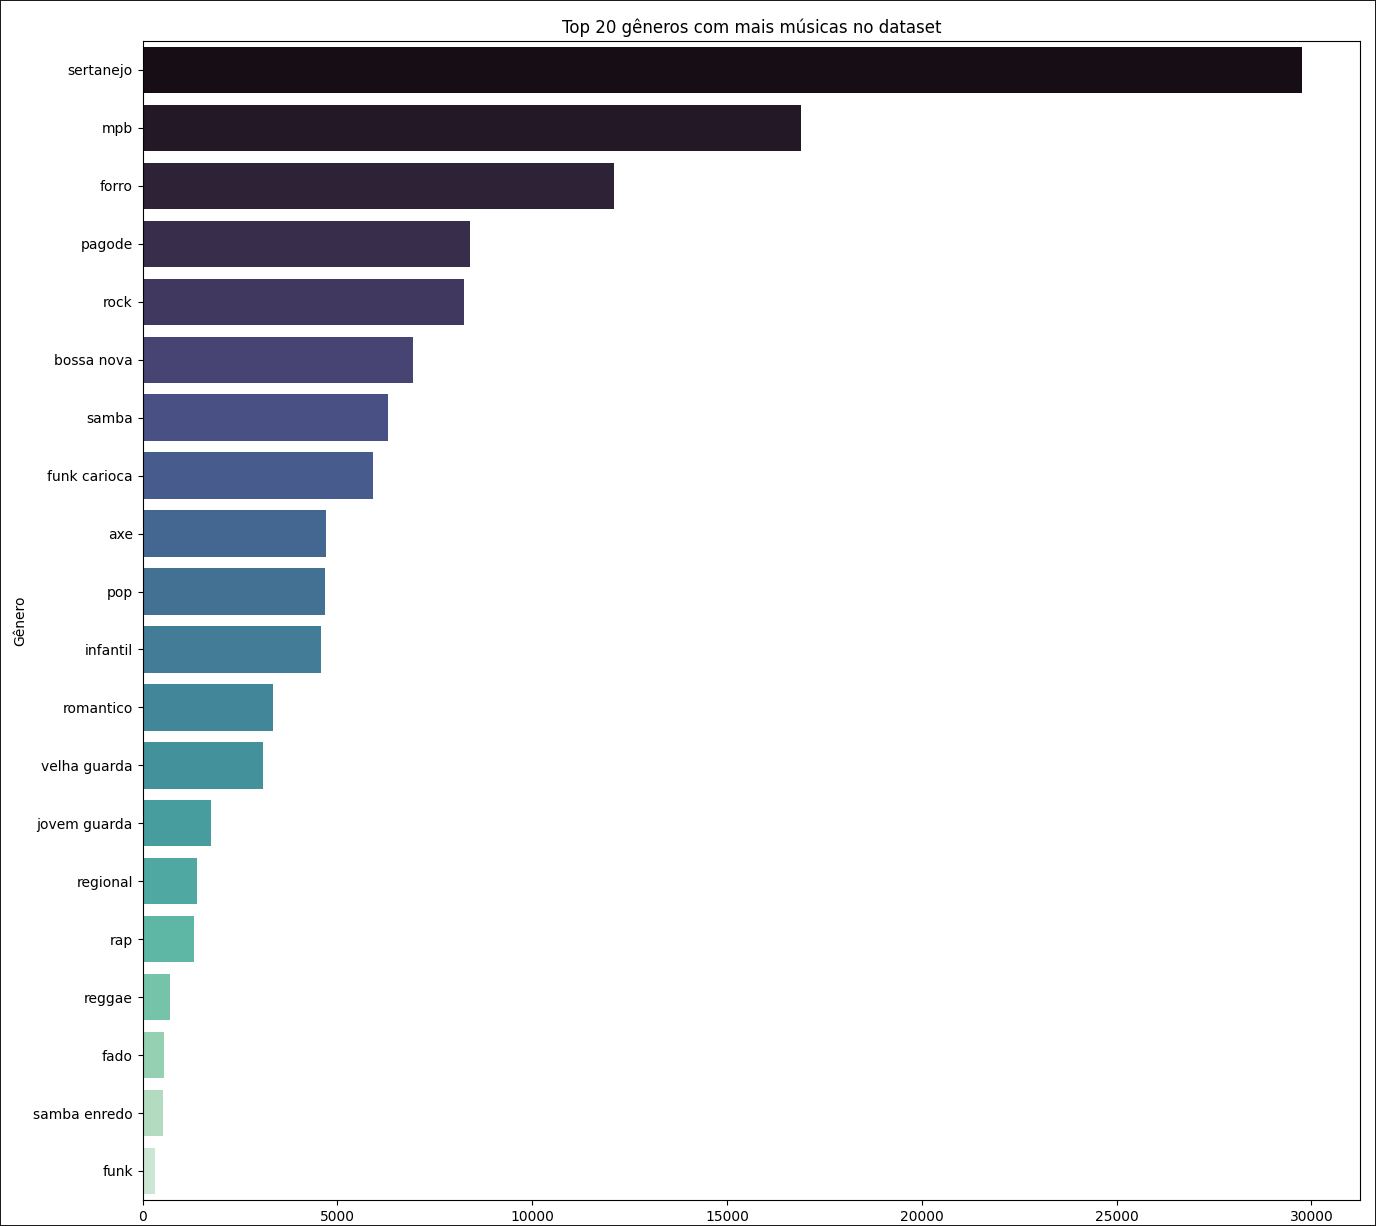 Top 20 gêneros com mais músicas no dataset
sertanejo
mpb
forro
pagode
rock
bossa nova
samba
funk carioca
axe
pop
infantil
romantico
velha guarda
jovem guarda
regional
rap
reggae
fado
samba enredo
funk
Gênero
0 5000 10000 15000 20000 25000 30000